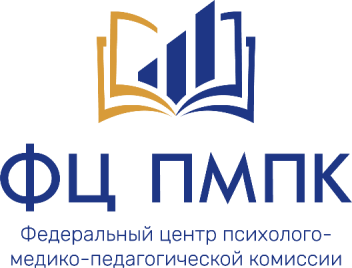 ФЦ ПМПК
Федеральный центр психолого-
медико-педагогической комиссии